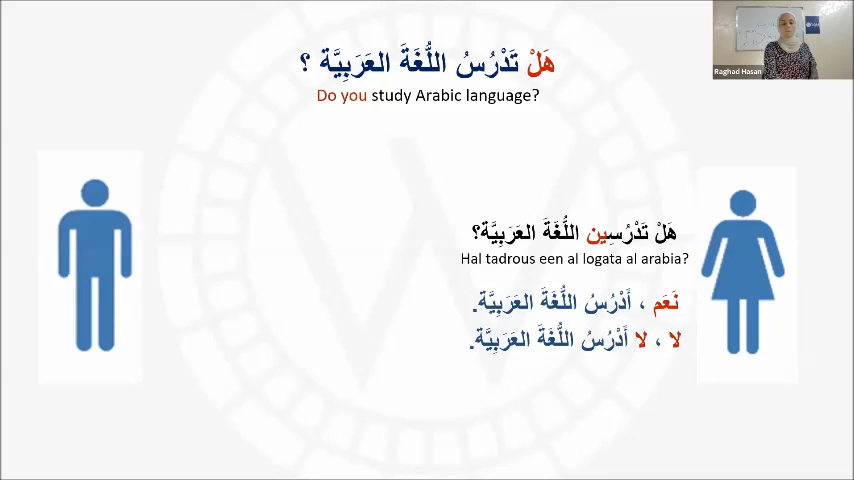 هَلْ تَدْرُسُ اللُّغَةَ العَرَبِيَّة ؟
Do you study Arabic language?
Raghad Hasan
هَلْ تَدْرُسِين اللُّغَةَ العَرَبِيَّة؟
Hal tadrous een al logata al arabia?
نَعَم ، أَدْرُسُ اللُّغَةَ العَرَبِيَّة.
لا ، لا أَدْرُسُ اللُّغَةَ العَرَبِيَّة.